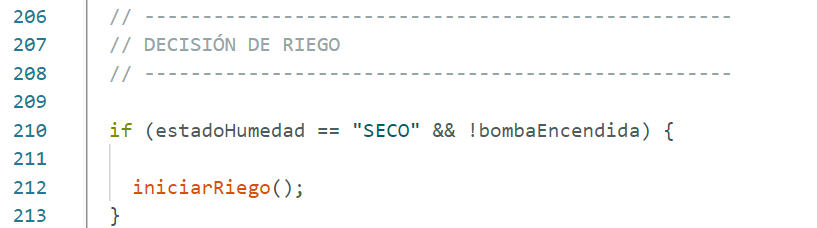 206 // ---------------------------------------------------
207 // DECISIÓN DE RIEGO
208 // ---------------------------------------------------
209
210 if (estadoHumedad == "SECO" && !bombaEncendida) {
211
212 iniciarRiego();
213 }